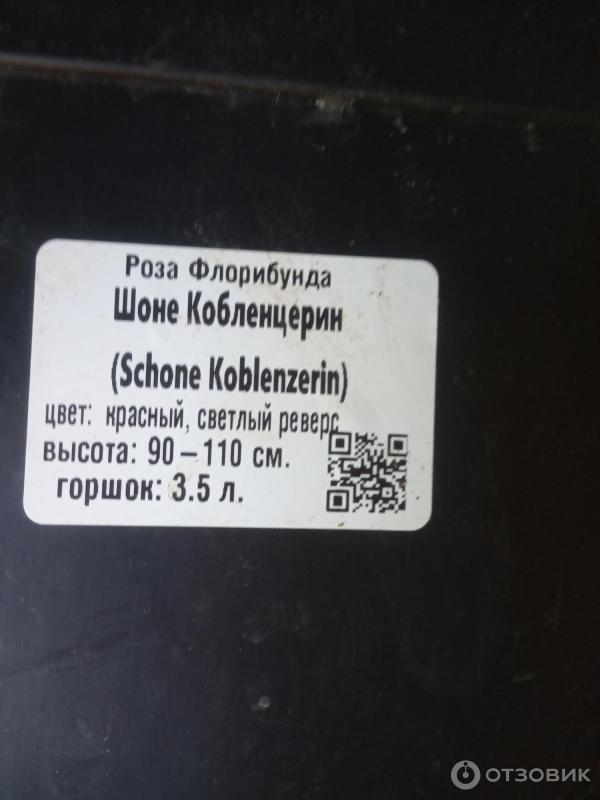 Роза Флорибунда
Шоне Кобленцерин
(Schone Koblenzerin)
цвет: красный, светлый реверс
высота: 90 – 110 см.
горшок: 3.5 л.
ОТЗОВИК